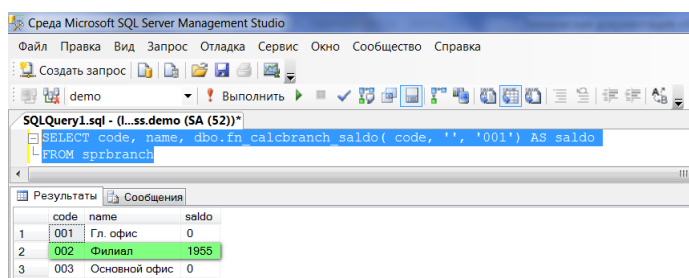 Среда Microsoft SQL Server Management Studio
Файл Правка Вид Запрос Отладка Сервис Окно Сообщество Справка
Создать запрос
demo Выполнить
SQLQuery1.sql - (l...ss.demo (SA (52))*
SELECT code, name, dbo.fn_calcbranch_saldo( code, '', '001') AS saldo
FROM sprbranch
Результаты Сообщения
code name saldo
1 001 Гл. офис 0
2 002 Филиал 1955
3 003 Основной офис 0